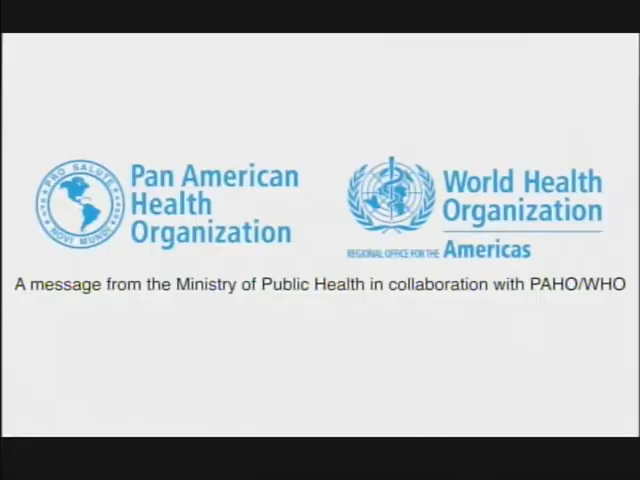 PRO SALUTE
NOVI MUNDI
Pan American
Health
Organization
World Health
Organization
REGIONAL OFFICE FOR THE Americas
A message from the Ministry of Public Health in collaboration with PAHO/WHO